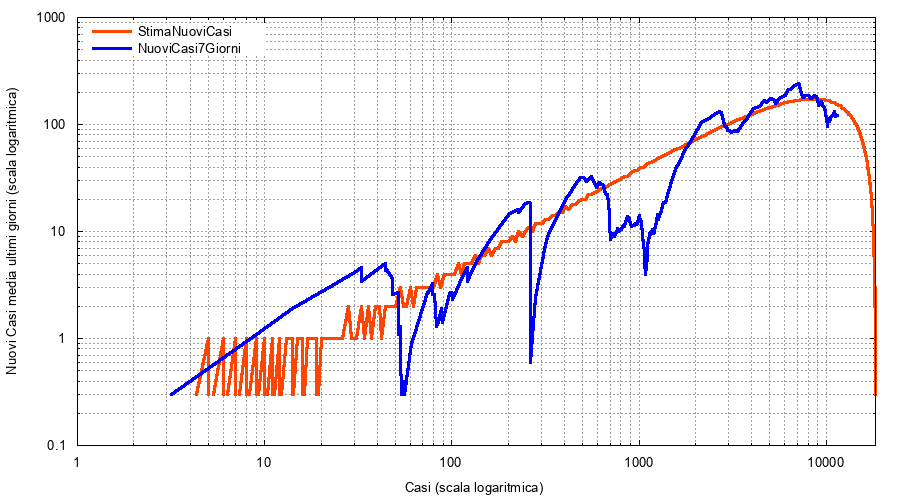 1000
100
10
1
0.1
Nuovi Casi media ultimi giorni (scala logaritmica)
StimaNuoviCasi
NuoviCasi7Giorni
1 10 100 1000 10000
Casi (scala logaritmica)